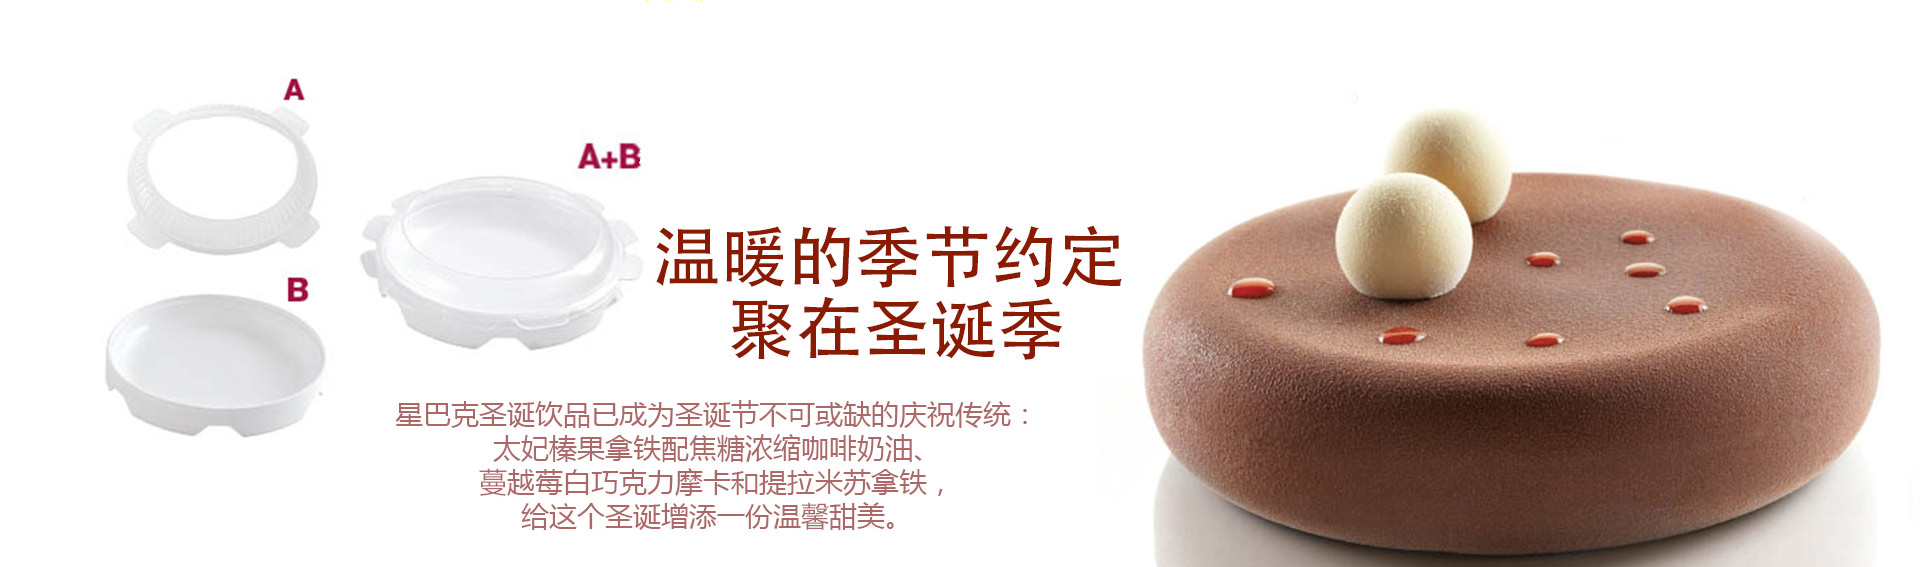 A
A+B
B
温暖的季节约定
聚在圣诞季
星巴克圣诞饮品已成为圣诞节不可或缺的庆祝传统：
太妃榛果拿铁配焦糖浓缩咖啡奶油、
蔓越莓白巧克力摩卡和提拉米苏拿铁，
给这个圣诞增添一份温馨甜美。